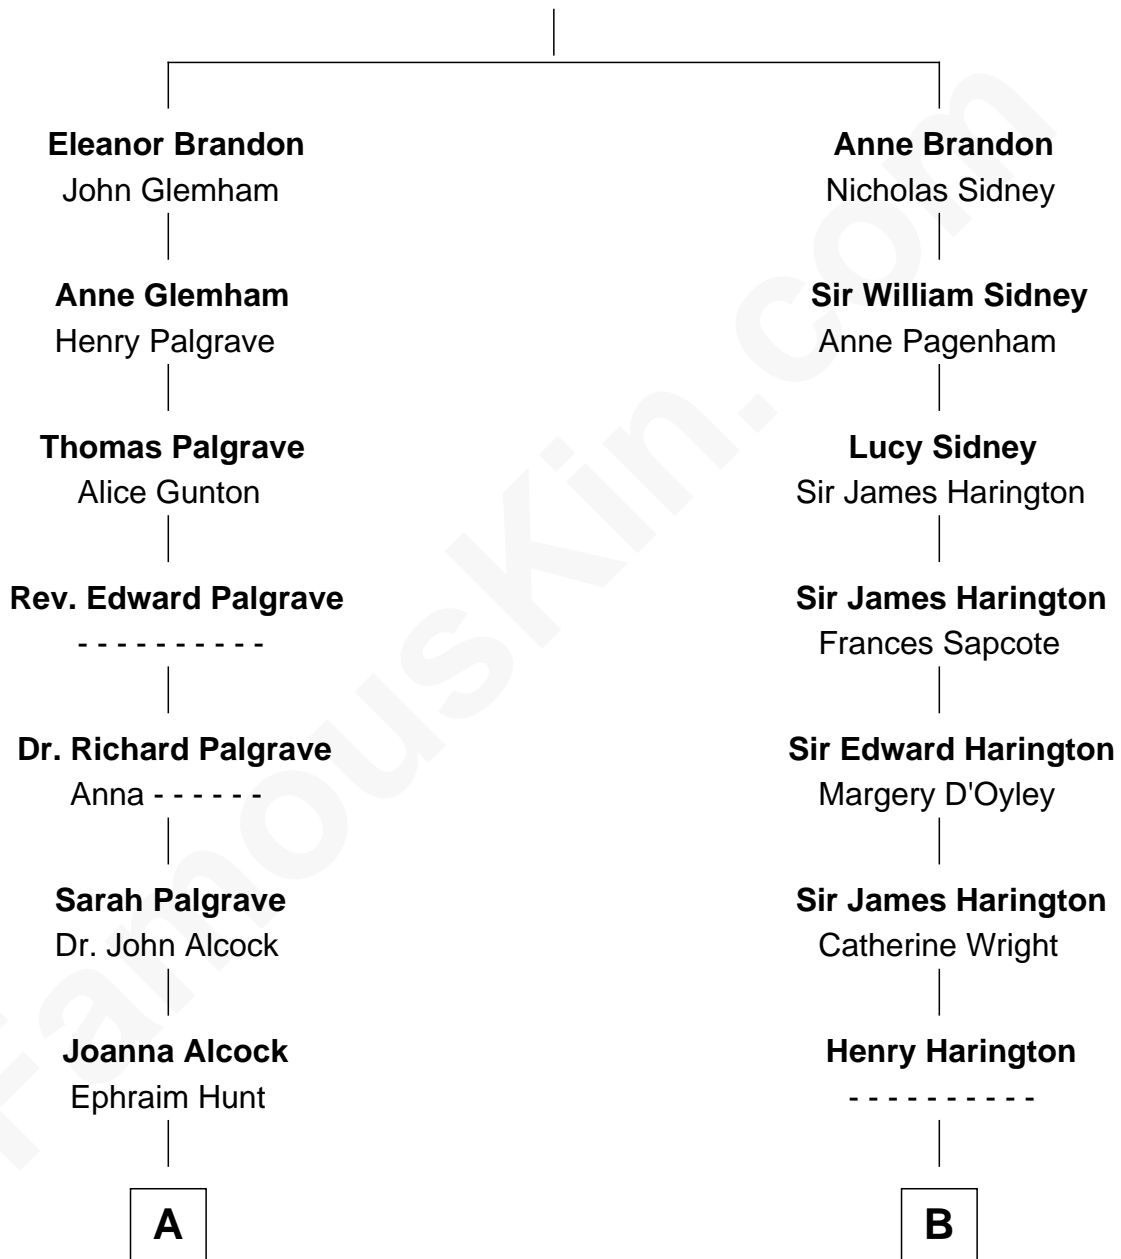 Eleanor Brandon
John Glemham
Anne Glemham
Henry Palgrave
Thomas Palgrave
Alice Gunton
Rev. Edward Palgrave
- - - - - - - - - -
Dr. Richard Palgrave
Anna - - - - - -
Sarah Palgrave
Dr. John Alcock
Joanna Alcock
Ephraim Hunt
A
Anne Brandon
Nicholas Sidney
Sir William Sidney
Anne Pagenham
Lucy Sidney
Sir James Harington
Sir James Harington
Frances Sapcote
Sir Edward Harington
Margery D'Oyley
Sir James Harington
Catherine Wright
Henry Harington
- - - - - - - - - -
B
FamousKin.com